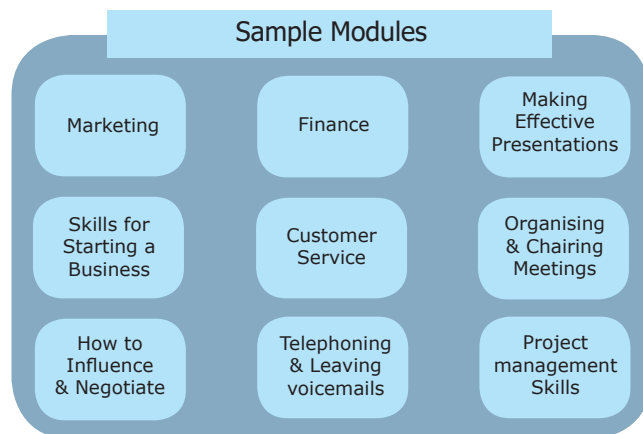 Sample Modules
Marketing
Finance
Making
Effective
Presentations
Skills for
Starting a
Business
Customer
Service
Organising
& Chairing
Meetings
How to
Influence
& Negotiate
Telephoning
& Leaving
voicemails
Project
management
Skills